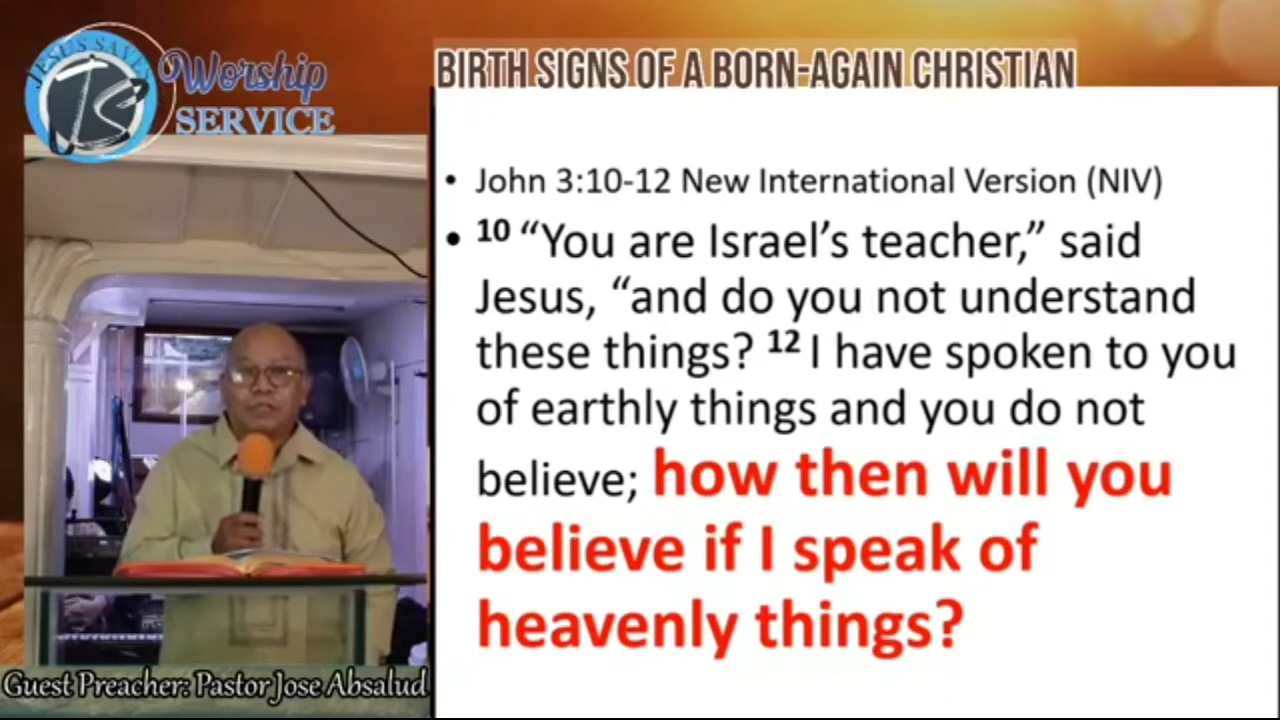 JESUS SAVES
JS
Worship
SERVICE
BIRTH SIGNS OF A BORN-AGAIN CHRISTIAN
• John 3:10-12 New International Version (NIV)
• 10 “You are Israel’s teacher,” said
Jesus, “and do you not understand
these things? 12 I have spoken to you
of earthly things and you do not
believe; how then will you
believe if I speak of
heavenly things?
Guest Preacher: Pastor Jose Absalud